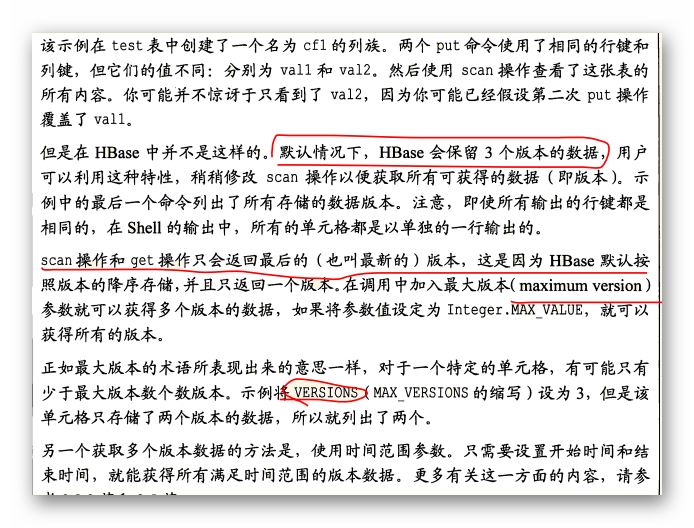 该示例在 test 表中创建了一个名为 cf1 的列族。两个 put 命令使用了相同的行键和
列键，但它们的值不同：分别为 val1 和 val2。然后使用 scan 操作查看了这张表的
所有内容。你可能并不惊讶于只看到了 val2，因为你可能已经假设第二次 put 操作
覆盖了 val1。
但是在 HBase 中并不是这样的。默认情况下，HBase 会保留 3 个版本的数据，用户
可以利用这种特性，稍稍修改 scan 操作以便获取所有可获得的数据（即版本）。示
例中的最后一个命令列出了所有存储的数据版本。注意，即使所有输出的行键都是
相同的，在 Shell 的输出中，所有的单元格都是以单独的一行输出的。
scan 操作和 get 操作只会返回最后的（也叫最新的）版本，这是因为 HBase 默认按
照版本的降序存储，并且只返回一个版本。在调用中加入最大版本（maximum version）
参数就可以获得多个版本的数据，如果将参数值设定为 Integer.MAX_VALUE，就可以
获得所有的版本。
正如最大版本的术语所表现出来的意思一样，对于一个特定的单元格，有可能只有
少于最大版本数个数版本。示例将 VERSIONS（MAX_VERSIONS 的缩写）设为 3，但是该
单元格只存储了两个版本的数据，所以就列出了两个。
另一个获取多个版本数据的方法是，使用时间范围参数。只需要设置开始时间和结
束时间，就能获得所有满足时间范围的版本数据。更多有关这一方面的内容，请参